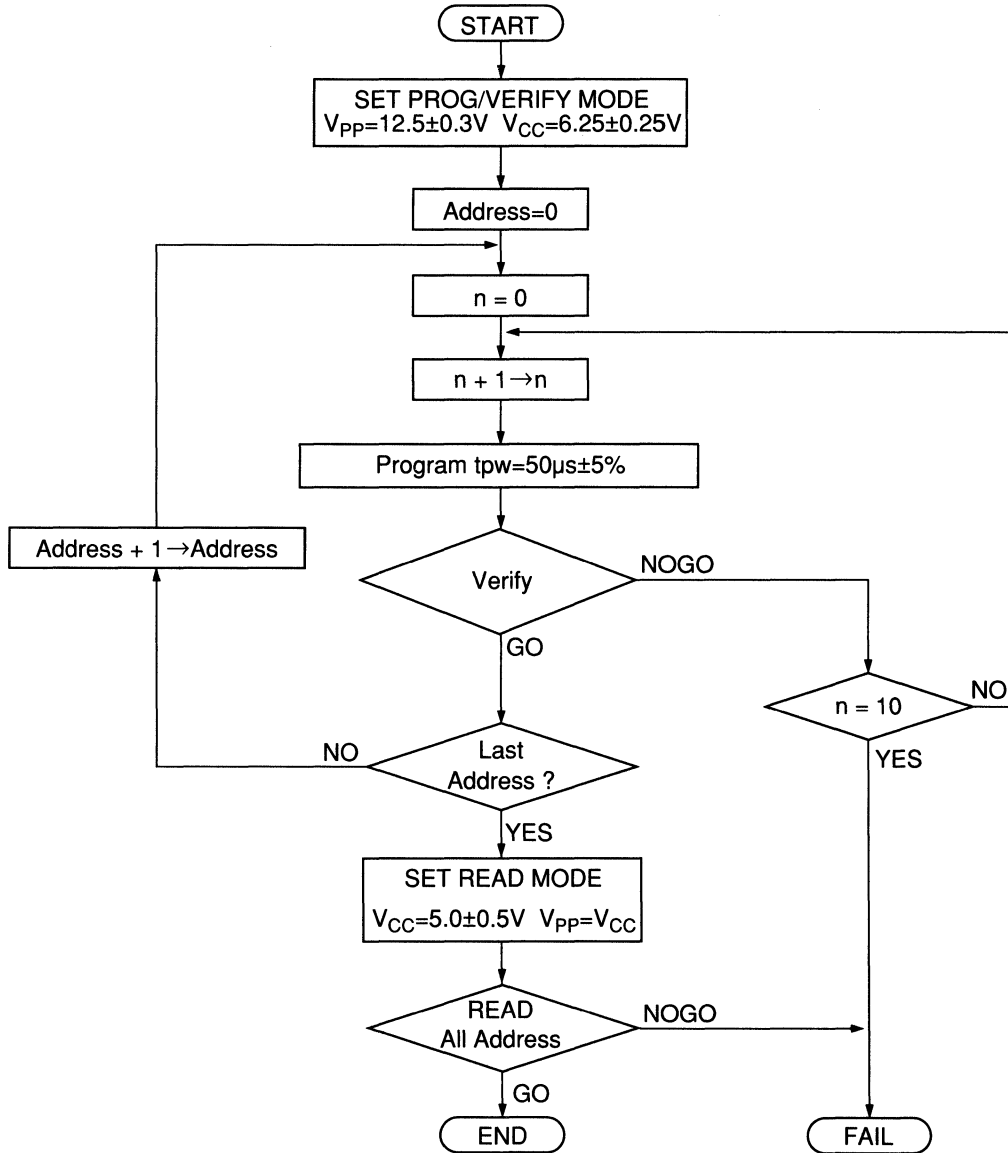 START
SET PROG/VERIFY MODE
VPP=12.5±0.3V VCC=6.25±0.25V
Address=0
n = 0
n + 1→n
Program tpw=50µs±5%
Address + 1→Address
Verify
NOGO
GO
n = 10
NO
YES
NO
Last
Address ?
YES
SET READ MODE
VCC=5.0±0.5V VPP=VCC
READ
All Address
NOGO
GO
END
FAIL